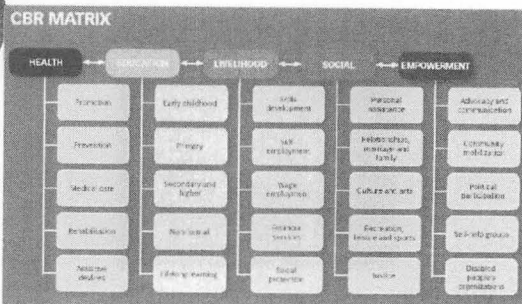 CBR MATRIX
HEALTH
EDUCATION
LIVELIHOOD
SOCIAL
EMPOWERMENT
Promotion
Prevention
Medical care
Rehabilitation
Assistive
devices
Early childhood
Primary
Secondary and
higher
Non-formal
Lifelong learning
Skills
development
Self-
employment
Wage
employment
Financial
services
Social
protection
Personal
assistance
Relationships,
marriage and
family
Culture and arts
Recreation,
leisure and sports
Justice
Advocacy and
communication
Community
mobilization
Political
participation
Self-help groups
Disabled
people's
organizations